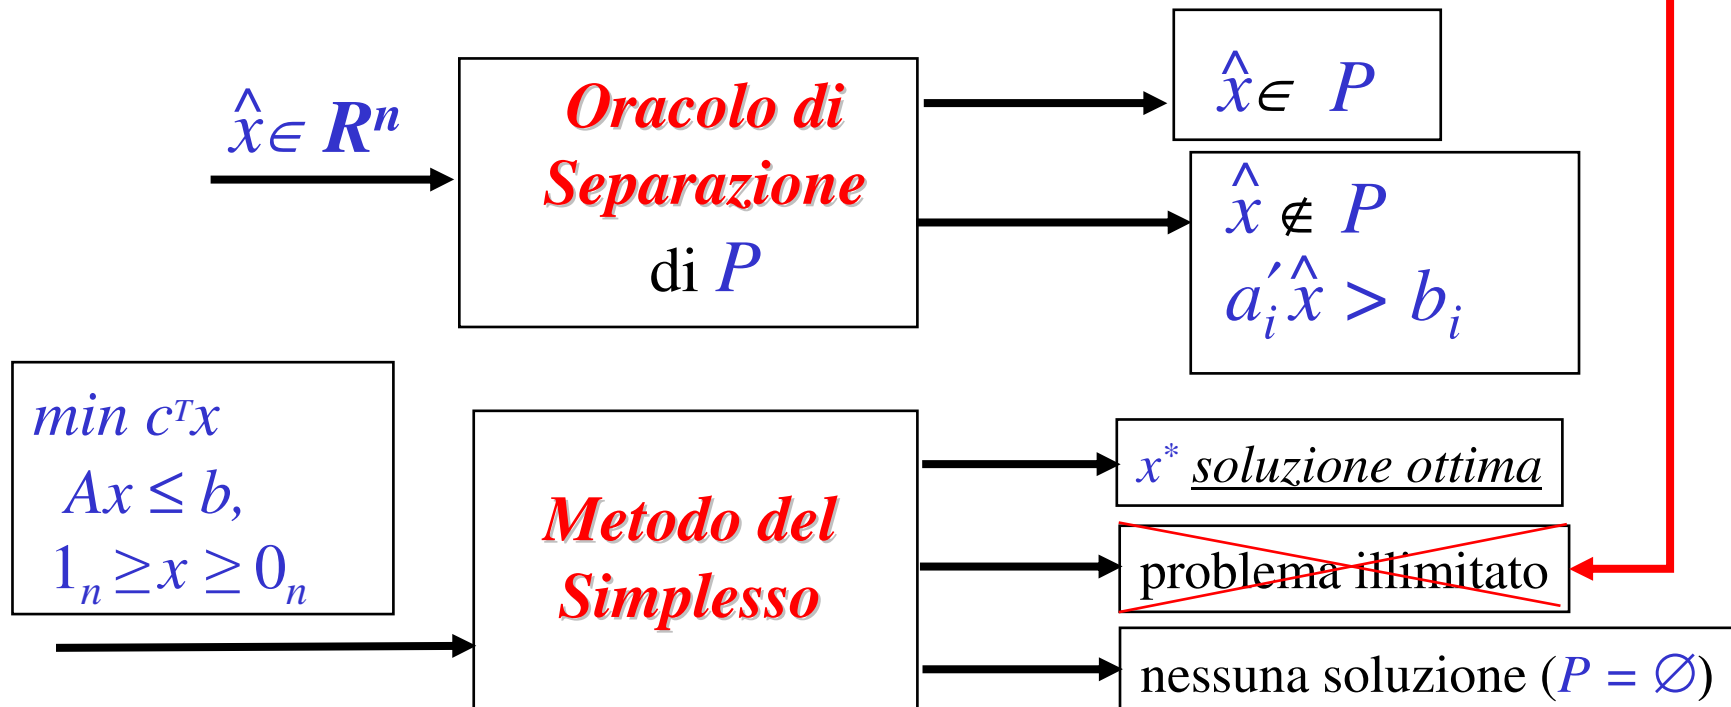 x̂ ∈ Rⁿ
Oracolo di
Separazione
di P
x̂ ∈ P
x̂ ∉ P
a′ᵢ x̂ > bᵢ
min cᵀx
Ax ≤ b,
1ₙ ≥ x ≥ 0ₙ
Metodo del
Simplesso
x* soluzione ottima
problema illimitato
nessuna soluzione (P = ∅)